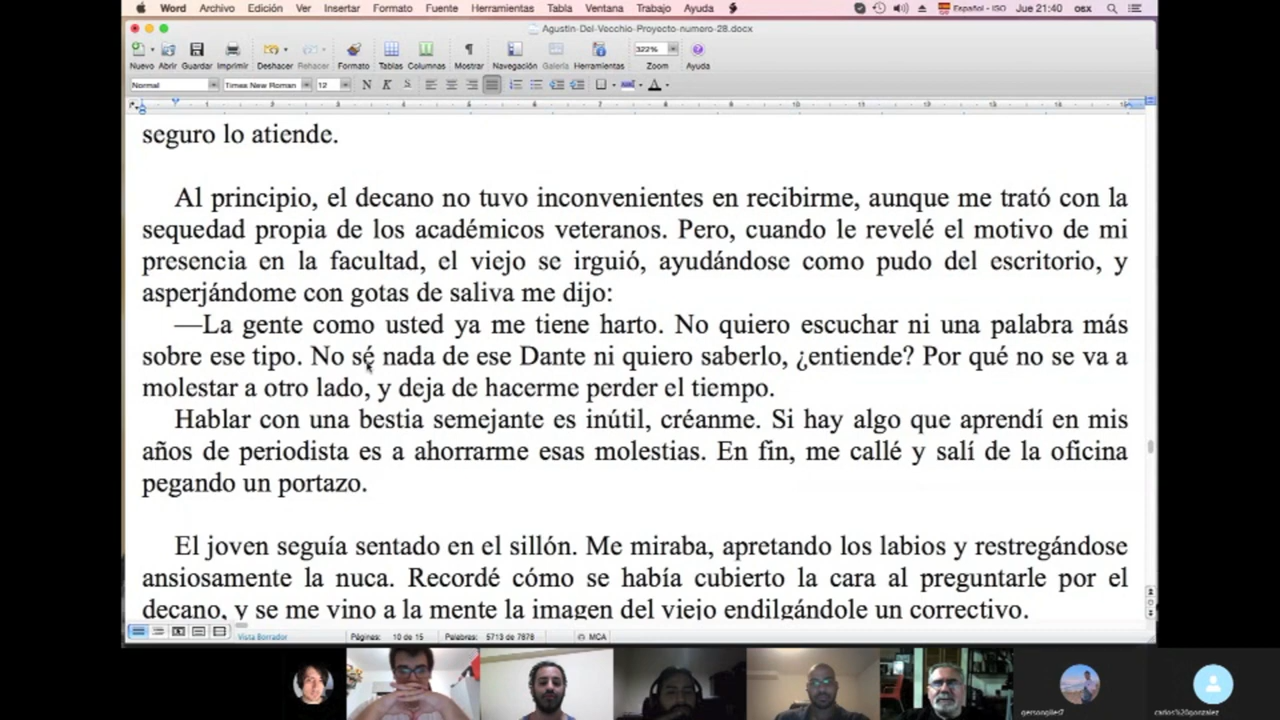 Word Archivo Edición Ver Insertar Formato Fuente Herramientas Tabla Ventana Trabajo Ayuda Español - ISO Jue 21:40 osx
Agustin-Del-Vecchio-Proyecto-numero-28.docx
322%
Nuevo Abrir Guardar Imprimir Deshacer Rehacer Formato Tablas Columnas Mostrar Navegación Galería Herramientas Zoom Ayuda
Normal Times New Roman 12 N K S
seguro lo atiende.
Al principio, el decano no tuvo inconvenientes en recibirme, aunque me trató con la
sequedad propia de los académicos veteranos. Pero, cuando le revelé el motivo de mi
presencia en la facultad, el viejo se irguió, ayudándose como pudo del escritorio, y
asperjándome con gotas de saliva me dijo:
—La gente como usted ya me tiene harto. No quiero escuchar ni una palabra más
sobre ese tipo. No sé nada de ese Dante ni quiero saberlo, ¿entiende? Por qué no se va a
molestar a otro lado, y deja de hacerme perder el tiempo.
Hablar con una bestia semejante es inútil, créanme. Si hay algo que aprendí en mis
años de periodista es a ahorrarme esas molestias. En fin, me callé y salí de la oficina
pegando un portazo.
El joven seguía sentado en el sillón. Me miraba, apretando los labios y restregándose
ansiosamente la nuca. Recordé cómo se había cubierto la cara al preguntarle por el
decano, y se me vino a la mente la imagen del viejo endilgándole un correctivo.
Vista Borrador Páginas: 10 de 15 Palabras: 5713 de 7878 MCA